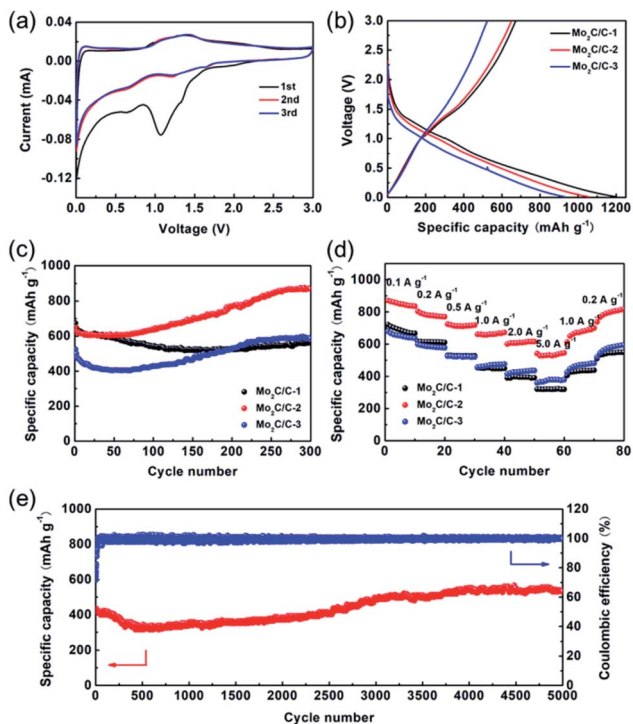 (a)
0.04
0.00
-0.04
-0.08
-0.12
Current (mA)
1st
2nd
3rd
0.0 0.5 1.0 1.5 2.0 2.5 3.0
Voltage (V)
(b)
3.0
2.5
2.0
1.5
1.0
0.5
0.0
Voltage (V)
Mo₂C/C-1
Mo₂C/C-2
Mo₂C/C-3
0 200 400 600 800 1000 1200
Specific capacity (mAh g⁻¹)
(c)
1000
800
600
400
200
0
Specific capacity (mAh g⁻¹)
Mo₂C/C-1
Mo₂C/C-2
Mo₂C/C-3
0 50 100 150 200 250 300
Cycle number
(d)
1000
800
600
400
200
0
Specific capacity (mAh g⁻¹)
0.1 A g⁻¹
0.2 A g⁻¹
0.5 A g⁻¹
1.0 A g⁻¹
2.0 A g⁻¹
5.0 A g⁻¹
1.0 A g⁻¹
0.2 A g⁻¹
Mo₂C/C-1
Mo₂C/C-2
Mo₂C/C-3
0 20 40 60 80
Cycle number
(e)
1000
800
600
400
200
0
Specific capacity (mAh g⁻¹)
120
100
80
60
40
20
0
Coulombic efficiency (%)
0 500 1000 1500 2000 2500 3000 3500 4000 4500 5000
Cycle number